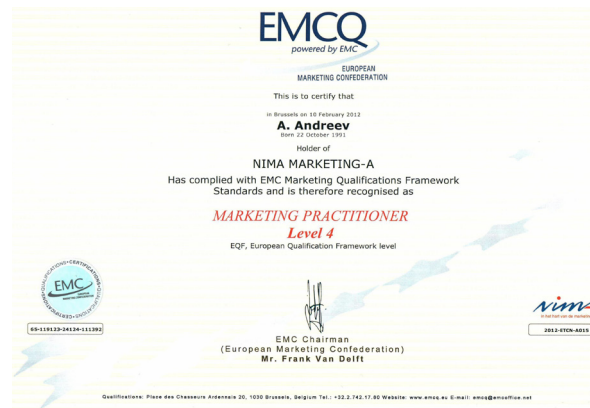 EMCQ
powered by EMC
EUROPEAN
MARKETING CONFEDERATION
This is to certify that
in Brussels on 10 February 2012
A. Andreev
Born 22 October 1991
Holder of
NIMA MARKETING-A
Has complied with EMC Marketing Qualifications Framework
Standards and is therefore recognised as
MARKETING PRACTITIONER
Level 4
EQF, European Qualification Framework level
EMC
65-119123-24124-111392
nima
2012-ETCN-A015
EMC Chairman
(European Marketing Confederation)
Mr. Frank Van Delft
Qualifications: Place des Chasseurs Ardennais 20, 1030 Brussels, Belgium Tel.: +32.2.742.17.80 Website: www.emcq.eu E-mail: emcq@emcoffice.net